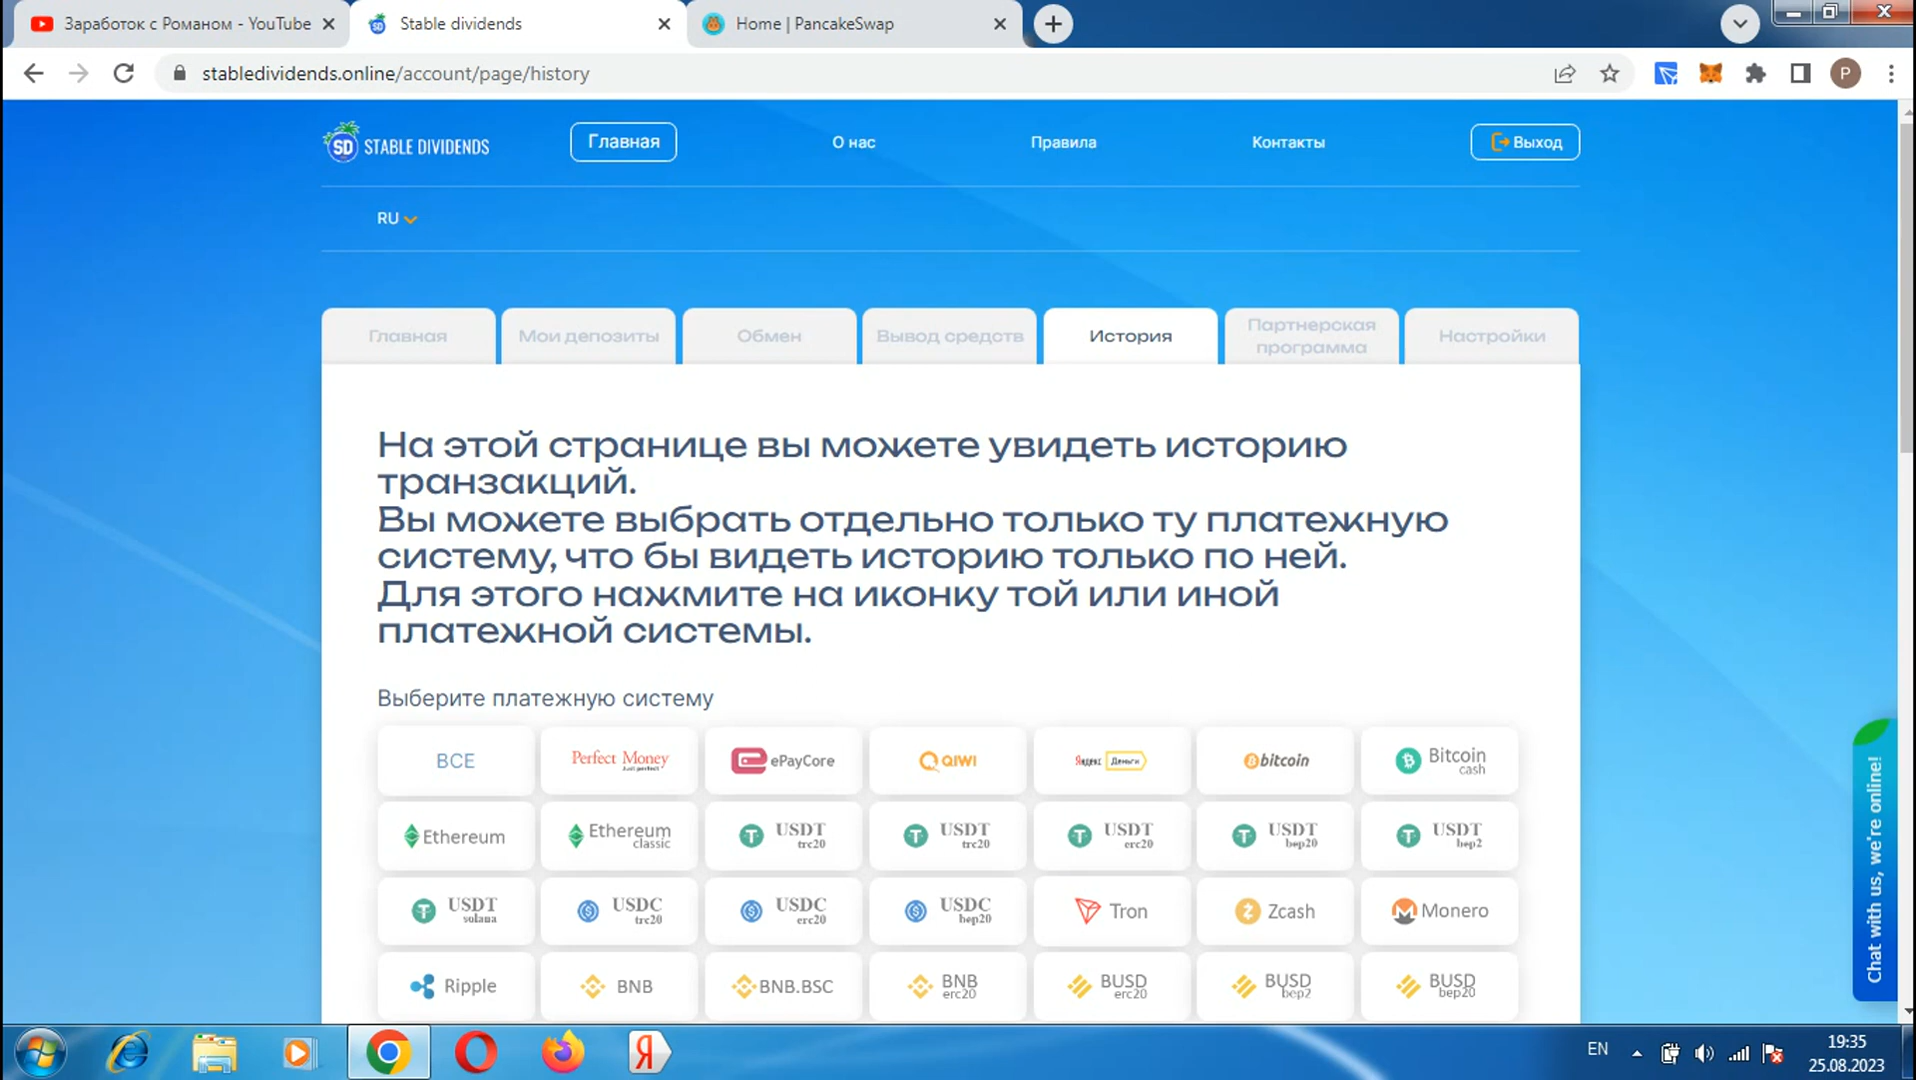 Заработок с Романом - YouTube
Stable dividends
Home | PancakeSwap
stabledividends.online/account/page/history
P
SD STABLE DIVIDENDS
Главная
О нас
Правила
Контакты
Выход
RU
Главная
Мои депозиты
Обмен
Вывод средств
История
Партнерская
программа
Настройки
На этой странице вы можете увидеть историю
транзакций.
Вы можете выбрать отдельно только ту платежную
систему, что бы видеть историю только по ней.
Для этого нажмите на иконку той или иной
платежной системы.
Выберите платежную систему
ВСЕ
Perfect Money
Just perfect
ePayCore
QIWI
Яндекс Деньги
bitcoin
Bitcoin
cash
Ethereum
Ethereum
classic
USDT
trc20
USDT
trc20
USDT
erc20
USDT
bep20
USDT
bep2
USDT
solana
USDC
trc20
USDC
erc20
USDC
bep20
Tron
Zcash
Monero
Ripple
BNB
BNB.BSC
BNB
erc20
BUSD
erc20
BUSD
bep2
BUSD
bep20
Chat with us, we're online!
EN
19:35
25.08.2023